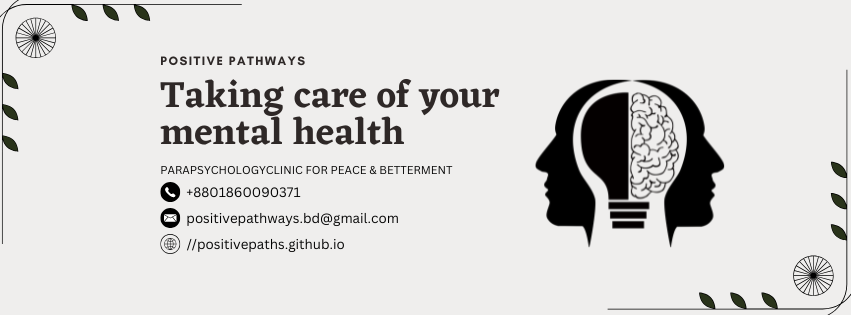 POSITIVE PATHWAYS
Taking care of your
mental health
PARAPSYCHOLOGYCLINIC FOR PEACE & BETTERMENT
+8801860090371
positivepathways.bd@gmail.com
//positivepaths.github.io